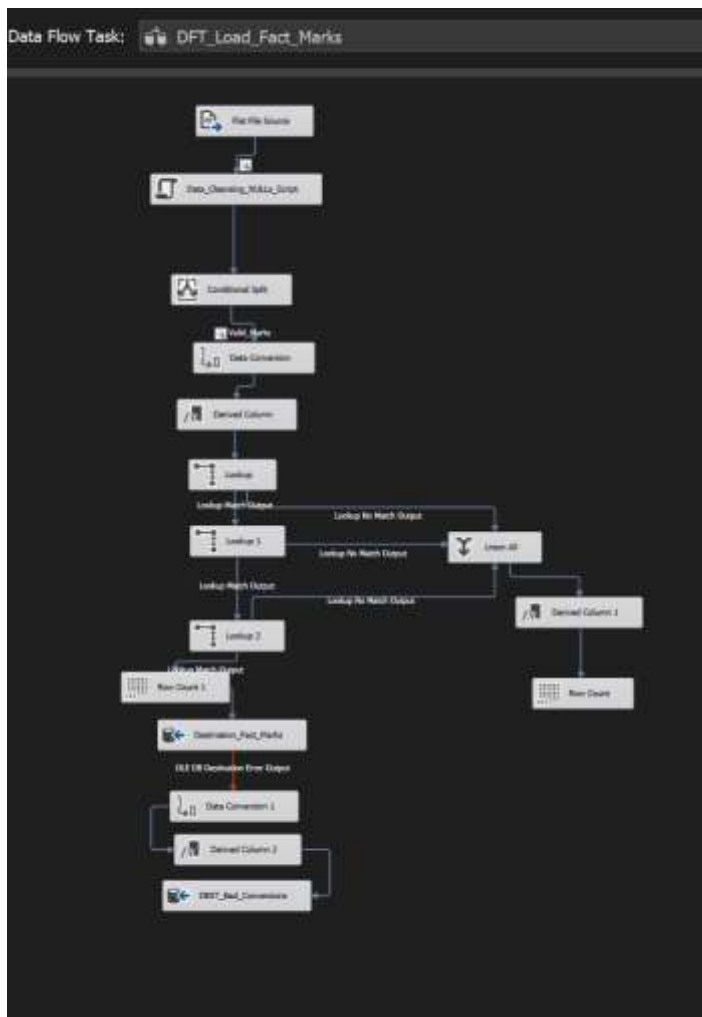 Data Flow Task: DFT_Load_Fact_Marks
Flat File Source
Data_Cleansing_NULLs_Script
Conditional Split
Valid_Marks
Data Conversion
Derived Column
Lookup
Lookup Match Output
Lookup No Match Output
Lookup 1
Lookup No Match Output
Union All
Lookup Match Output
Lookup No Match Output
Derived Column 1
Lookup 2
Lookup Match Output
Row Count 1
Row Count
Destination_Fact_Marks
OLE DB Destination Error Output
Data Conversion 1
Derived Column 2
DEST_Bad_Conversions